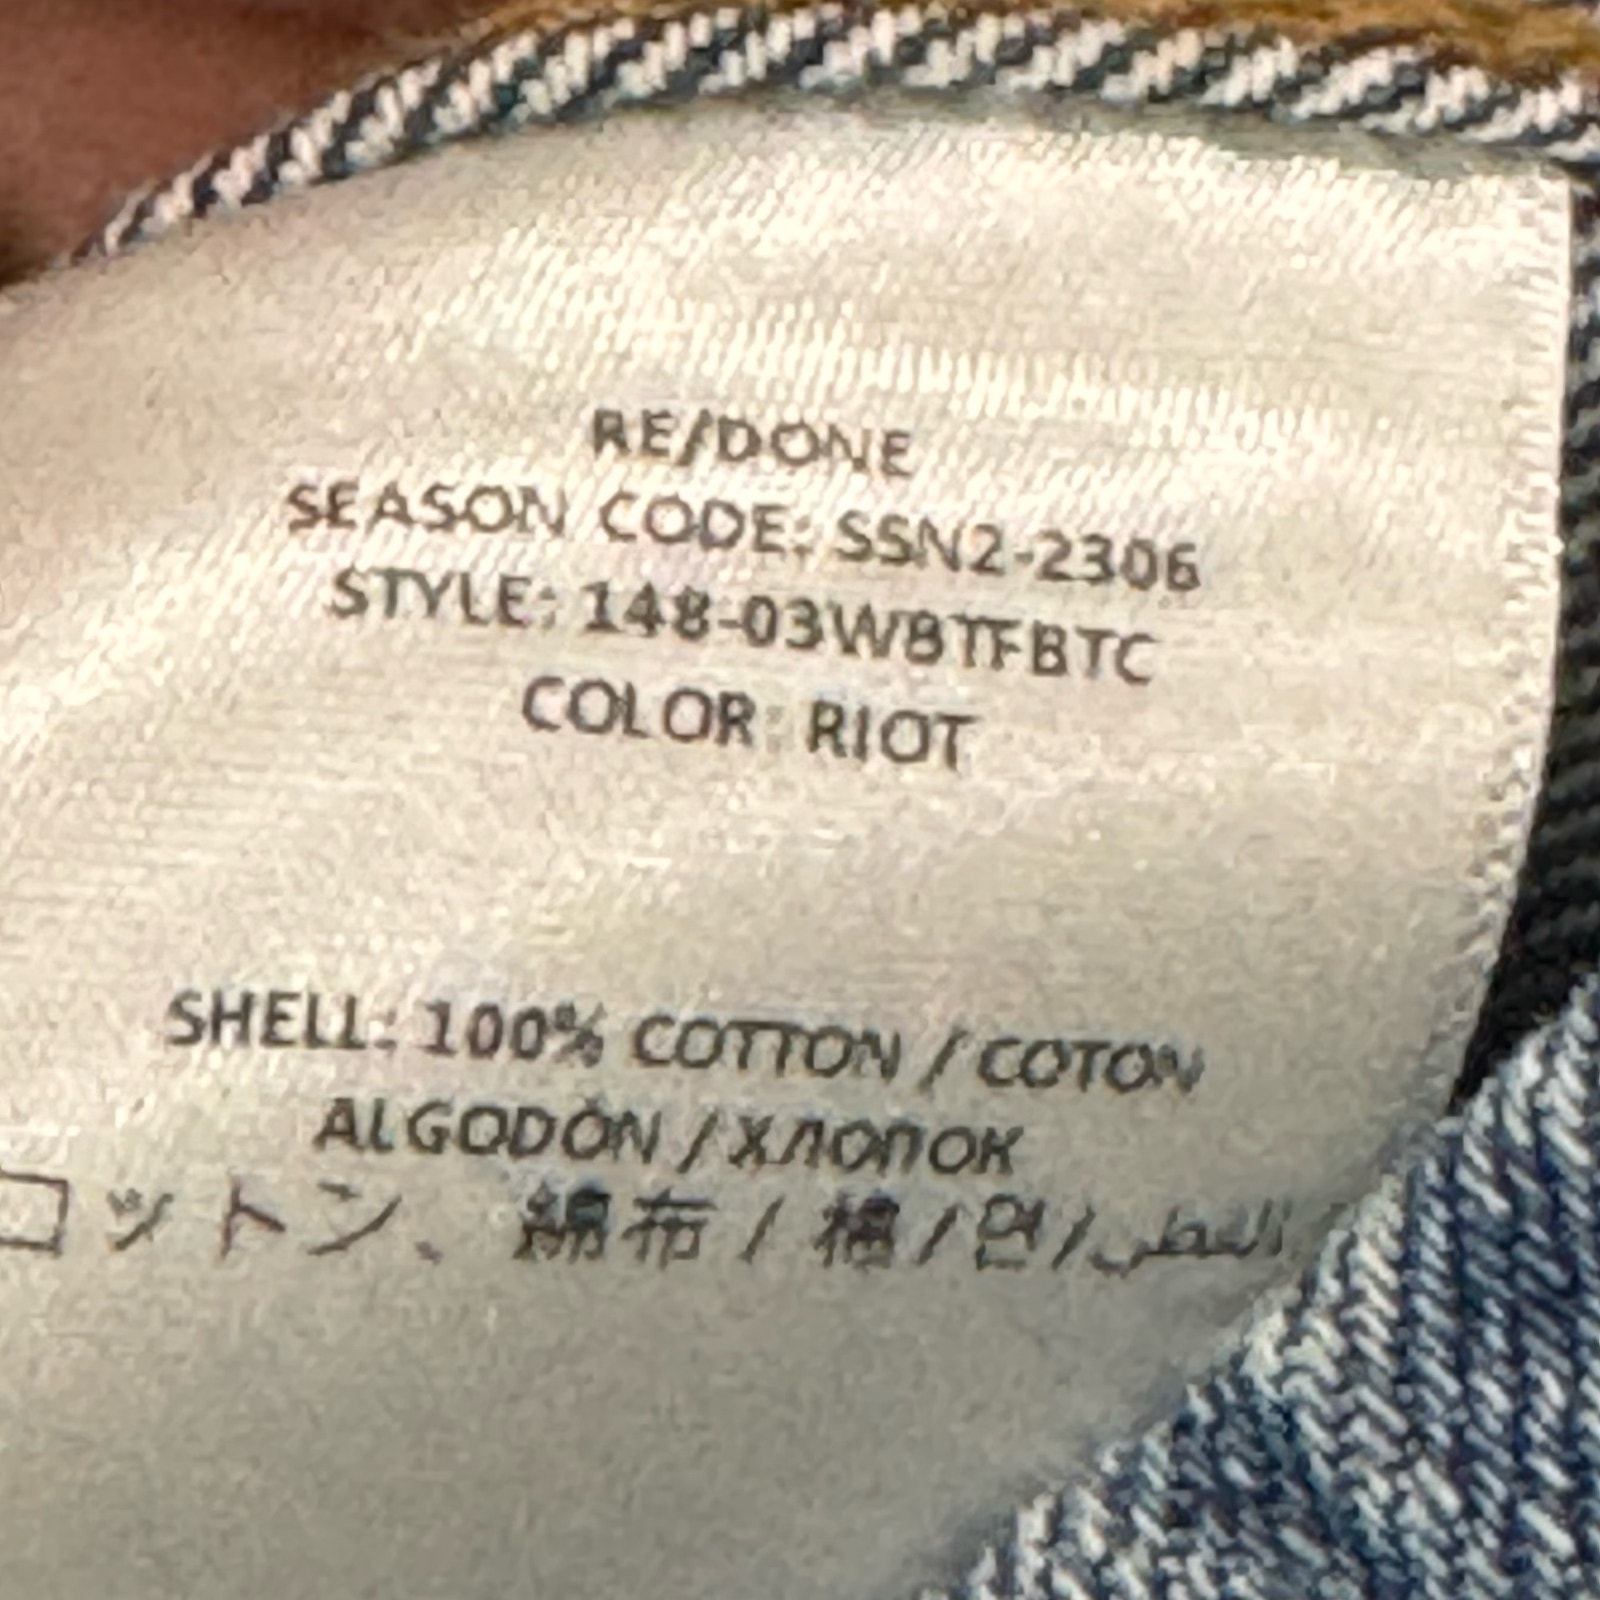 RE/DONE
SEASON CODE: SSN2-2306
STYLE: 148-03WBTFBTC
COLOR: RIOT
SHELL: 100% COTTON / COTON
ALGODÓN / ХЛОПОК
コットン、綿布 / 棉 / 면 / القطن